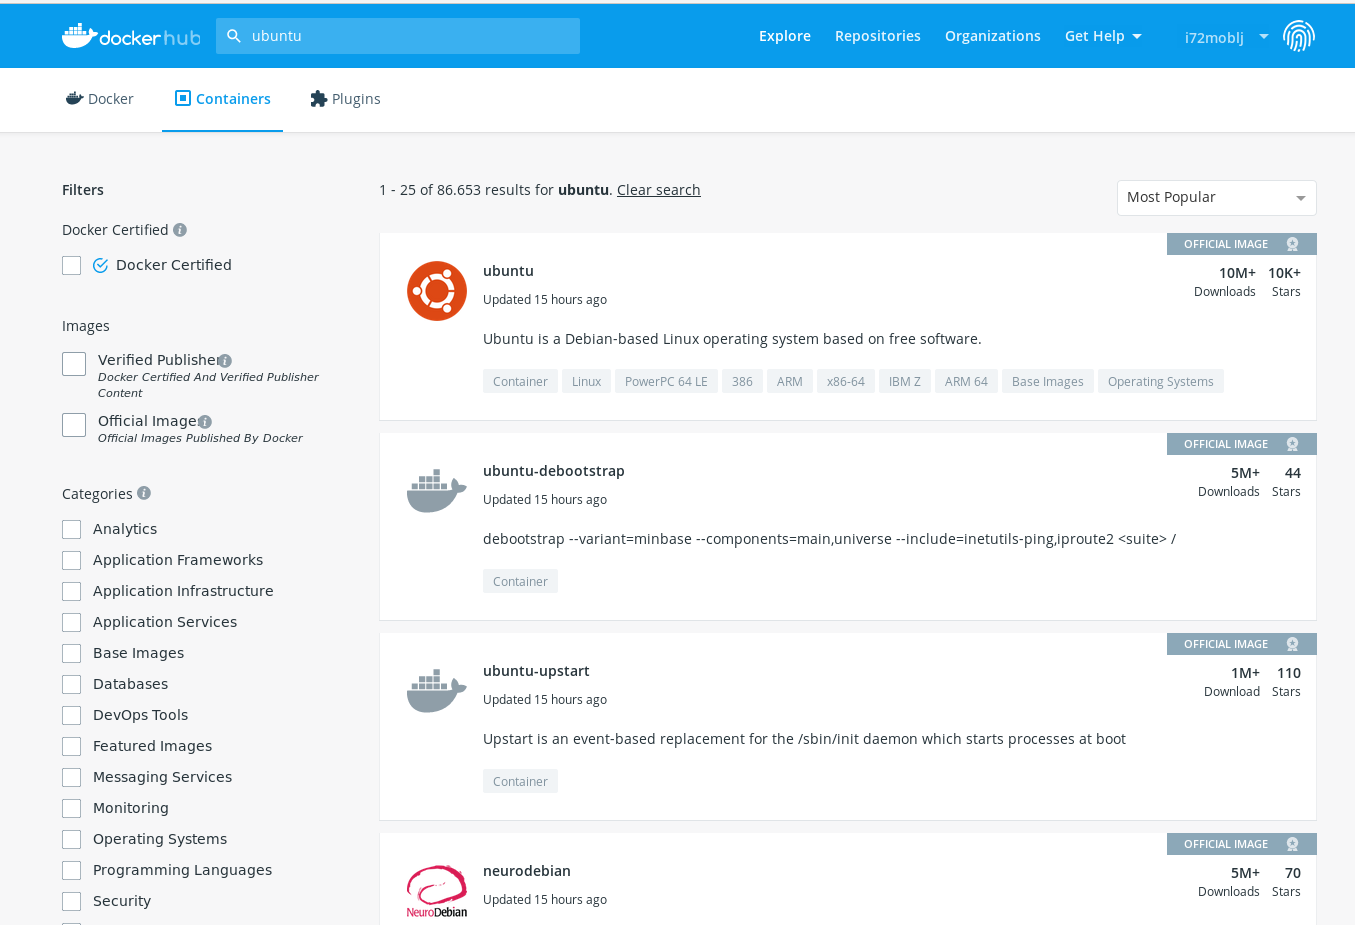 docker hub
ubuntu
Explore Repositories Organizations Get Help i72moblj
Docker Containers Plugins
Filters
Docker Certified
Docker Certified
Images
Verified Publisher
Docker Certified And Verified Publisher
Content
Official Images
Official Images Published By Docker
Categories
Analytics
Application Frameworks
Application Infrastructure
Application Services
Base Images
Databases
DevOps Tools
Featured Images
Messaging Services
Monitoring
Operating Systems
Programming Languages
Security
1 - 25 of 86.653 results for ubuntu. Clear search
Most Popular
OFFICIAL IMAGE
ubuntu
10M+ 10K+
Downloads Stars
Updated 15 hours ago
Ubuntu is a Debian-based Linux operating system based on free software.
Container Linux PowerPC 64 LE 386 ARM x86-64 IBM Z ARM 64 Base Images Operating Systems
OFFICIAL IMAGE
ubuntu-debootstrap
5M+ 44
Downloads Stars
Updated 15 hours ago
debootstrap --variant=minbase --components=main,universe --include=inetutils-ping,iproute2 <suite> /
Container
OFFICIAL IMAGE
ubuntu-upstart
1M+ 110
Download Stars
Updated 15 hours ago
Upstart is an event-based replacement for the /sbin/init daemon which starts processes at boot
Container
OFFICIAL IMAGE
neurodebian
5M+ 70
Downloads Stars
Updated 15 hours ago
NeuroDebian